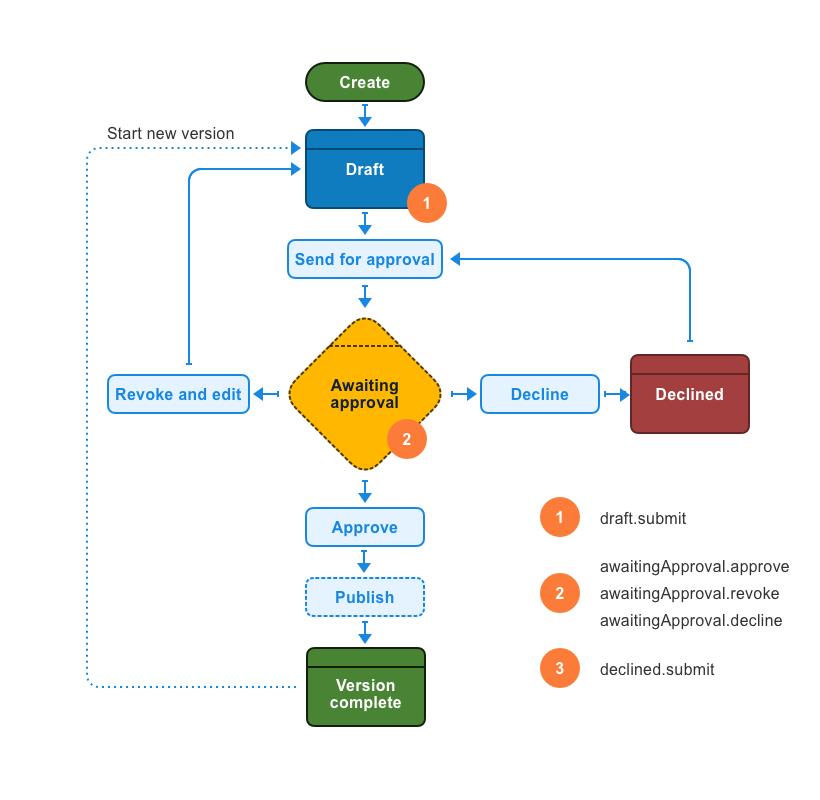 Create
Start new version
Draft
1
Send for approval
Revoke and edit
Awaiting
approval
2
Decline
Declined
Approve
Publish
Version
complete
1
draft.submit
2
awaitingApproval.approve
awaitingApproval.revoke
awaitingApproval.decline
3
declined.submit